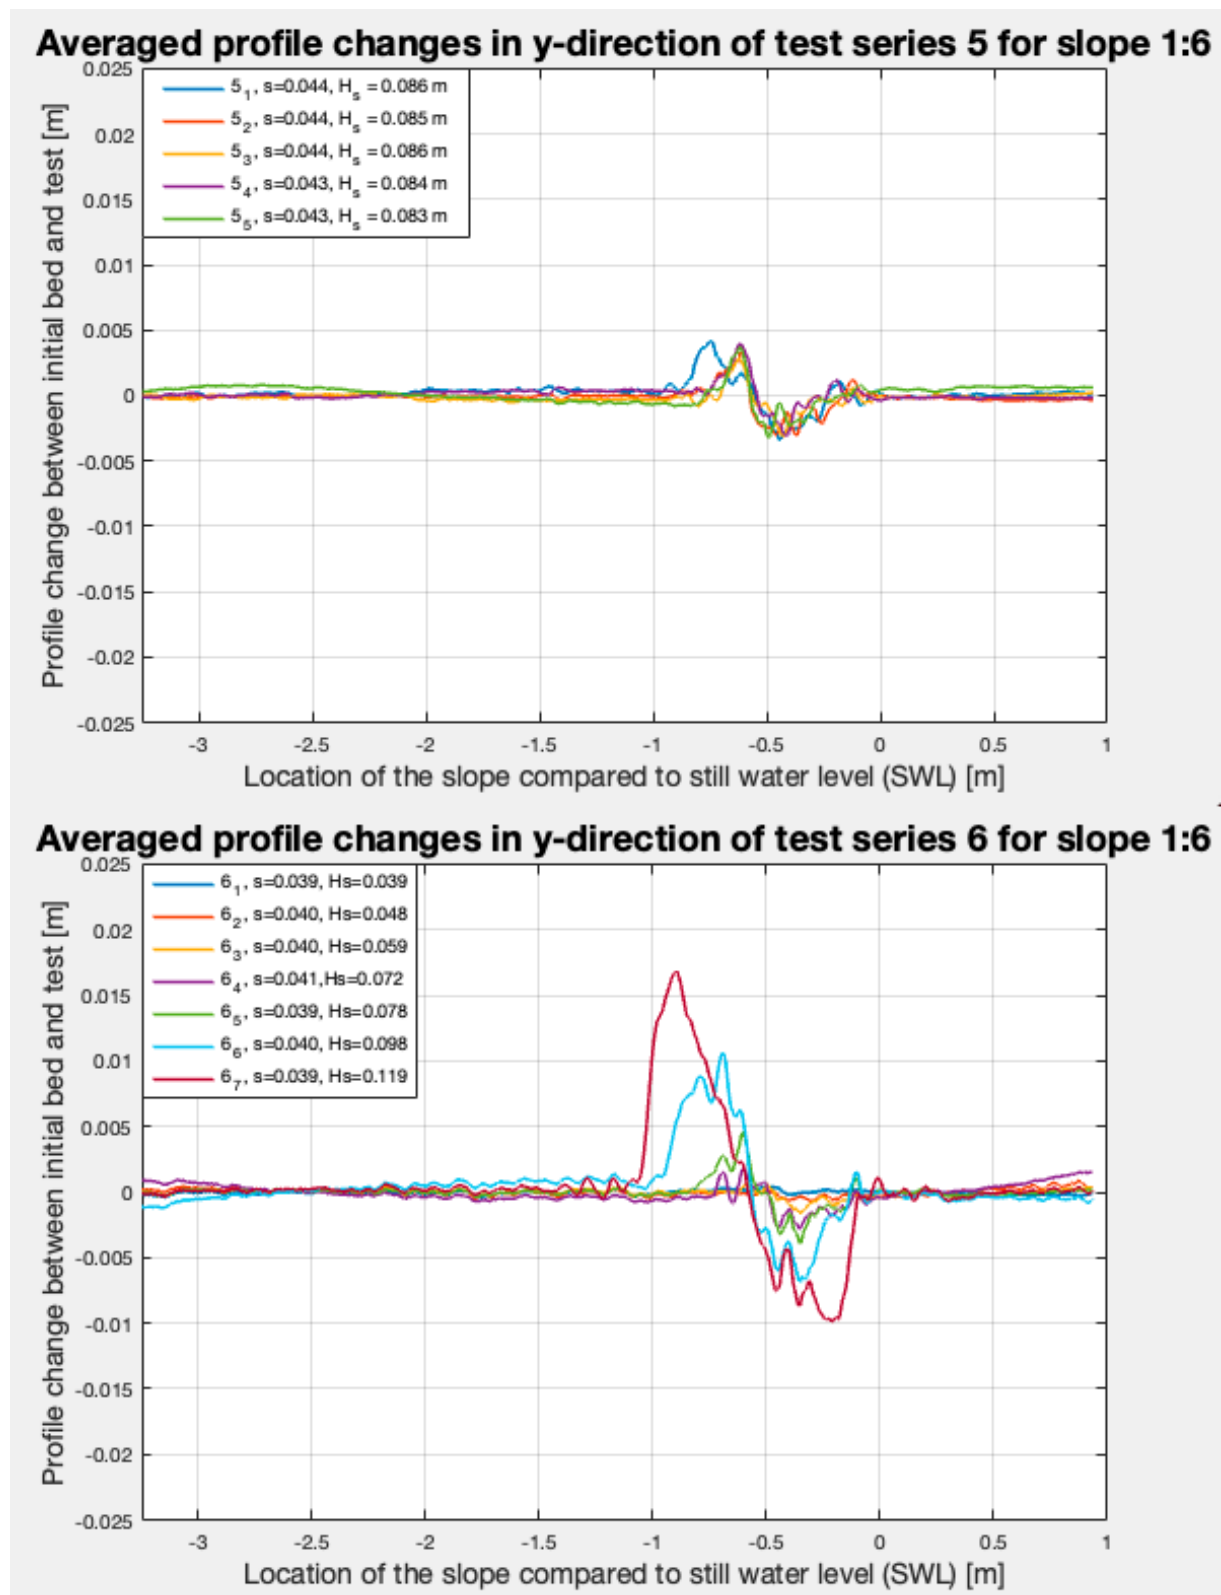 Averaged profile changes in y-direction of test series 5 for slope 1:6
Profile change between initial bed and test [m]
0.025
0.02
0.015
0.01
0.005
0
-0.005
-0.01
-0.015
-0.02
-0.025
5₁, s=0.044, Hₛ = 0.086 m
5₂, s=0.044, Hₛ = 0.085 m
5₃, s=0.044, Hₛ = 0.086 m
5₄, s=0.043, Hₛ = 0.084 m
5₅, s=0.043, Hₛ = 0.083 m
-3 -2.5 -2 -1.5 -1 -0.5 0 0.5 1
Location of the slope compared to still water level (SWL) [m]
Averaged profile changes in y-direction of test series 6 for slope 1:6
Profile change between initial bed and test [m]
0.025
0.02
0.015
0.01
0.005
0
-0.005
-0.01
-0.015
-0.02
-0.025
6₁, s=0.039, Hs=0.039
6₂, s=0.040, Hs=0.048
6₃, s=0.040, Hs=0.059
6₄, s=0.041,Hs=0.072
6₅, s=0.039, Hs=0.078
6₆, s=0.040, Hs=0.098
6₇, s=0.039, Hs=0.119
-3 -2.5 -2 -1.5 -1 -0.5 0 0.5 1
Location of the slope compared to still water level (SWL) [m]